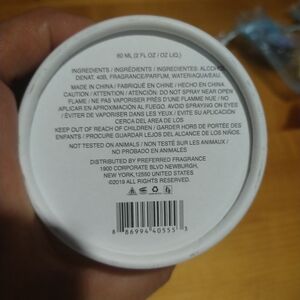 60 ML (2 FL OZ / OZ LIQ.)
INGREDIENTS / INGRÉDIENTS / INGREDIENTES: ALCOHOL
DENAT. 40B, FRAGRANCE/PARFUM, WATER/AQUA/EAU.
MADE IN CHINA / FABRIQUÉ EN CHINE / HECHO EN CHINA
CAUTION / ATTENTION / ATENCION DO NOT SPRAY NEAR OPEN
FLAME / NE PAS VAPORISER PRÈS D'UNE FLAMME NUE / NO
APLICAR EN APROXIMACIÓN AL FUEGO. AVOID SPRAYING ON EYES
/ ÉVITER DE VAPORISER DANS LES YEUX / EVITE SU APLICACIÓN
CERCA DEL AREA DE LOS
KEEP OUT OF REACH OF CHILDREN / GARDER HORS DE PORTÉE DES
ENFANTS / PROCURE GUARDAR LEJOS DEL ALCANCE DE LOS NIÑOS.
NOT TESTED ON ANIMALS / NON TESTÉ SUR LES ANIMAUX /
NO PROBADO EN ANIMALES
DISTRIBUTED BY PREFERRED FRAGRANCE
1900 CORPORATE BLVD NEWBURGH,
NEW YORK, 12550 UNITED STATES
©2019 ALL RIGHTS RESERVED
8 86994 40555 3